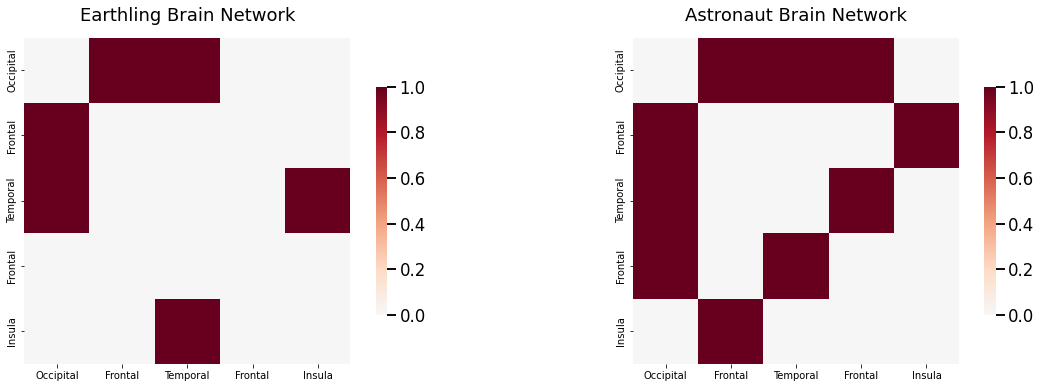 Earthling Brain Network
Occipital
Frontal
Temporal
Frontal
Insula
Occipital Frontal Temporal Frontal Insula
1.0
0.8
0.6
0.4
0.2
0.0
Astronaut Brain Network
Occipital
Frontal
Temporal
Frontal
Insula
Occipital Frontal Temporal Frontal Insula
1.0
0.8
0.6
0.4
0.2
0.0